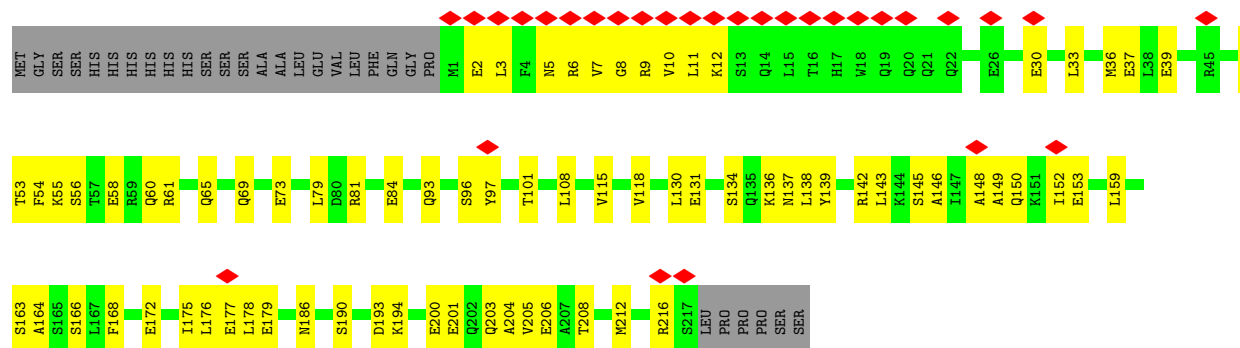 MET GLY SER SER HIS HIS HIS HIS HIS HIS SER SER SER ALA ALA LEU GLU VAL LEU PHE GLN GLY PRO M1 E2 L3 F4 N5 R6 V7 G8 R9 V10 L11 K12 S13 Q14 L15 T16 H17 W18 Q19 Q20 Q21 Q22 E26 E30 L33 M36 E37 L38 E39 R45
T53 F54 K55 S56 T57 E58 R59 Q60 R61 Q65 Q69 E73 L79 D80 R81 E84 Q93 S96 Y97 T101 L108 V115 V118 L130 E131 S134 Q135 K136 N137 L138 Y139 R142 L143 K144 S145 A146 I147 A148 A149 Q150 K151 I152 E153 L159
S163 A164 S165 S166 L167 F168 E172 I175 L176 E177 L178 E179 N186 S190 D193 K194 E200 E201 Q202 Q203 A204 V205 E206 A207 T208 M212 R216 S217 LEU PRO PRO PRO SER SER